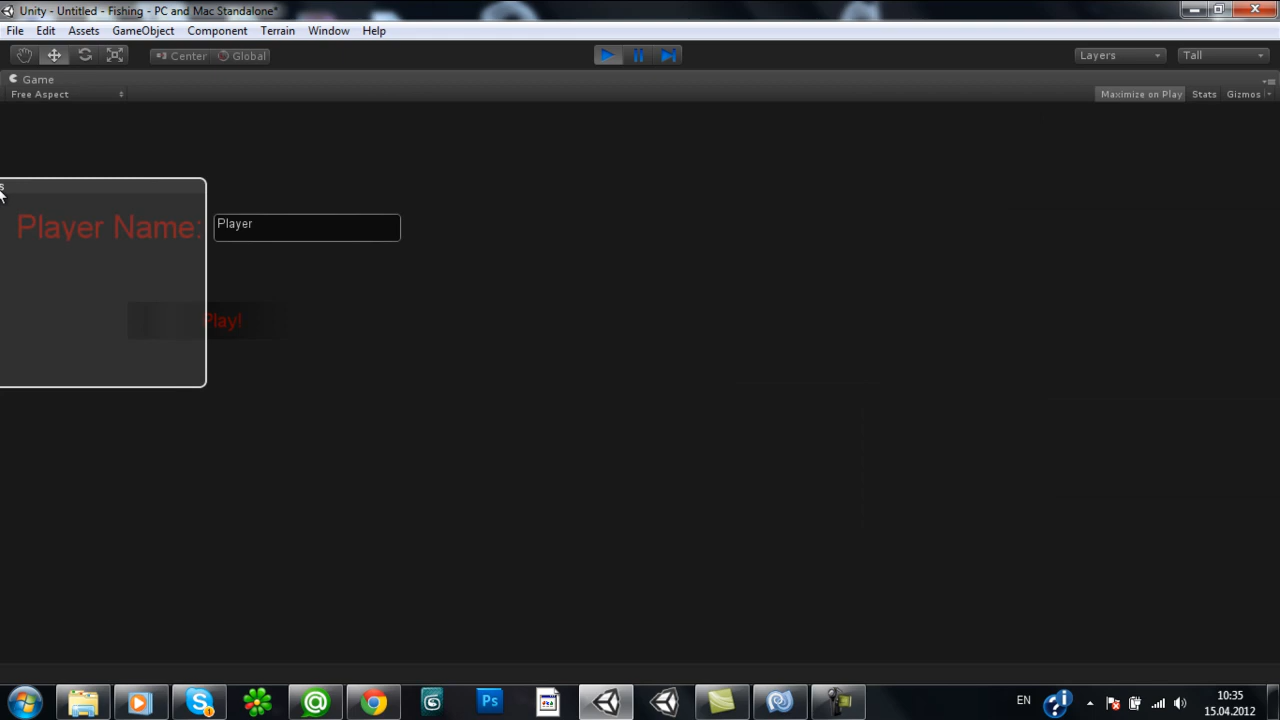 Unity - Untitled - Fishing - PC and Mac Standalone*
File Edit Assets GameObject Component Terrain Window Help
Center Global Layers Tall
Game
Free Aspect Maximize on Play Stats Gizmos
s
Player Name: Player
Play!
Ps
EN 10:35
15.04.2012